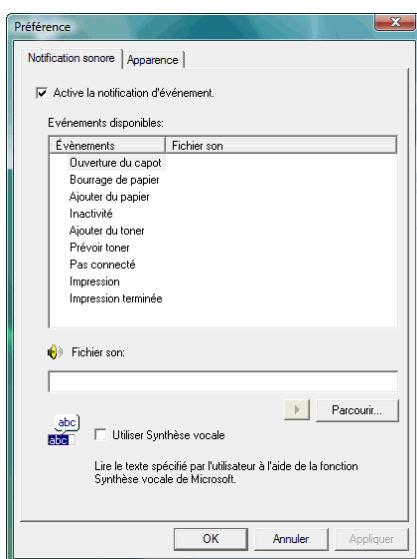 Préférence
Notification sonore Apparence
Active la notification d'événement.
Evénements disponibles:
Évènements Fichier son
Ouverture du capot
Bourrage de papier
Ajouter du papier
Inactivité
Ajouter du toner
Prévoir toner
Pas connecté
Impression
Impression terminée
Fichier son:
Parcourir...
abc
abc
Utiliser Synthèse vocale
Lire le texte spécifié par l'utilisateur à l'aide de la fonction
Synthèse vocale de Microsoft.
OK Annuler Appliquer